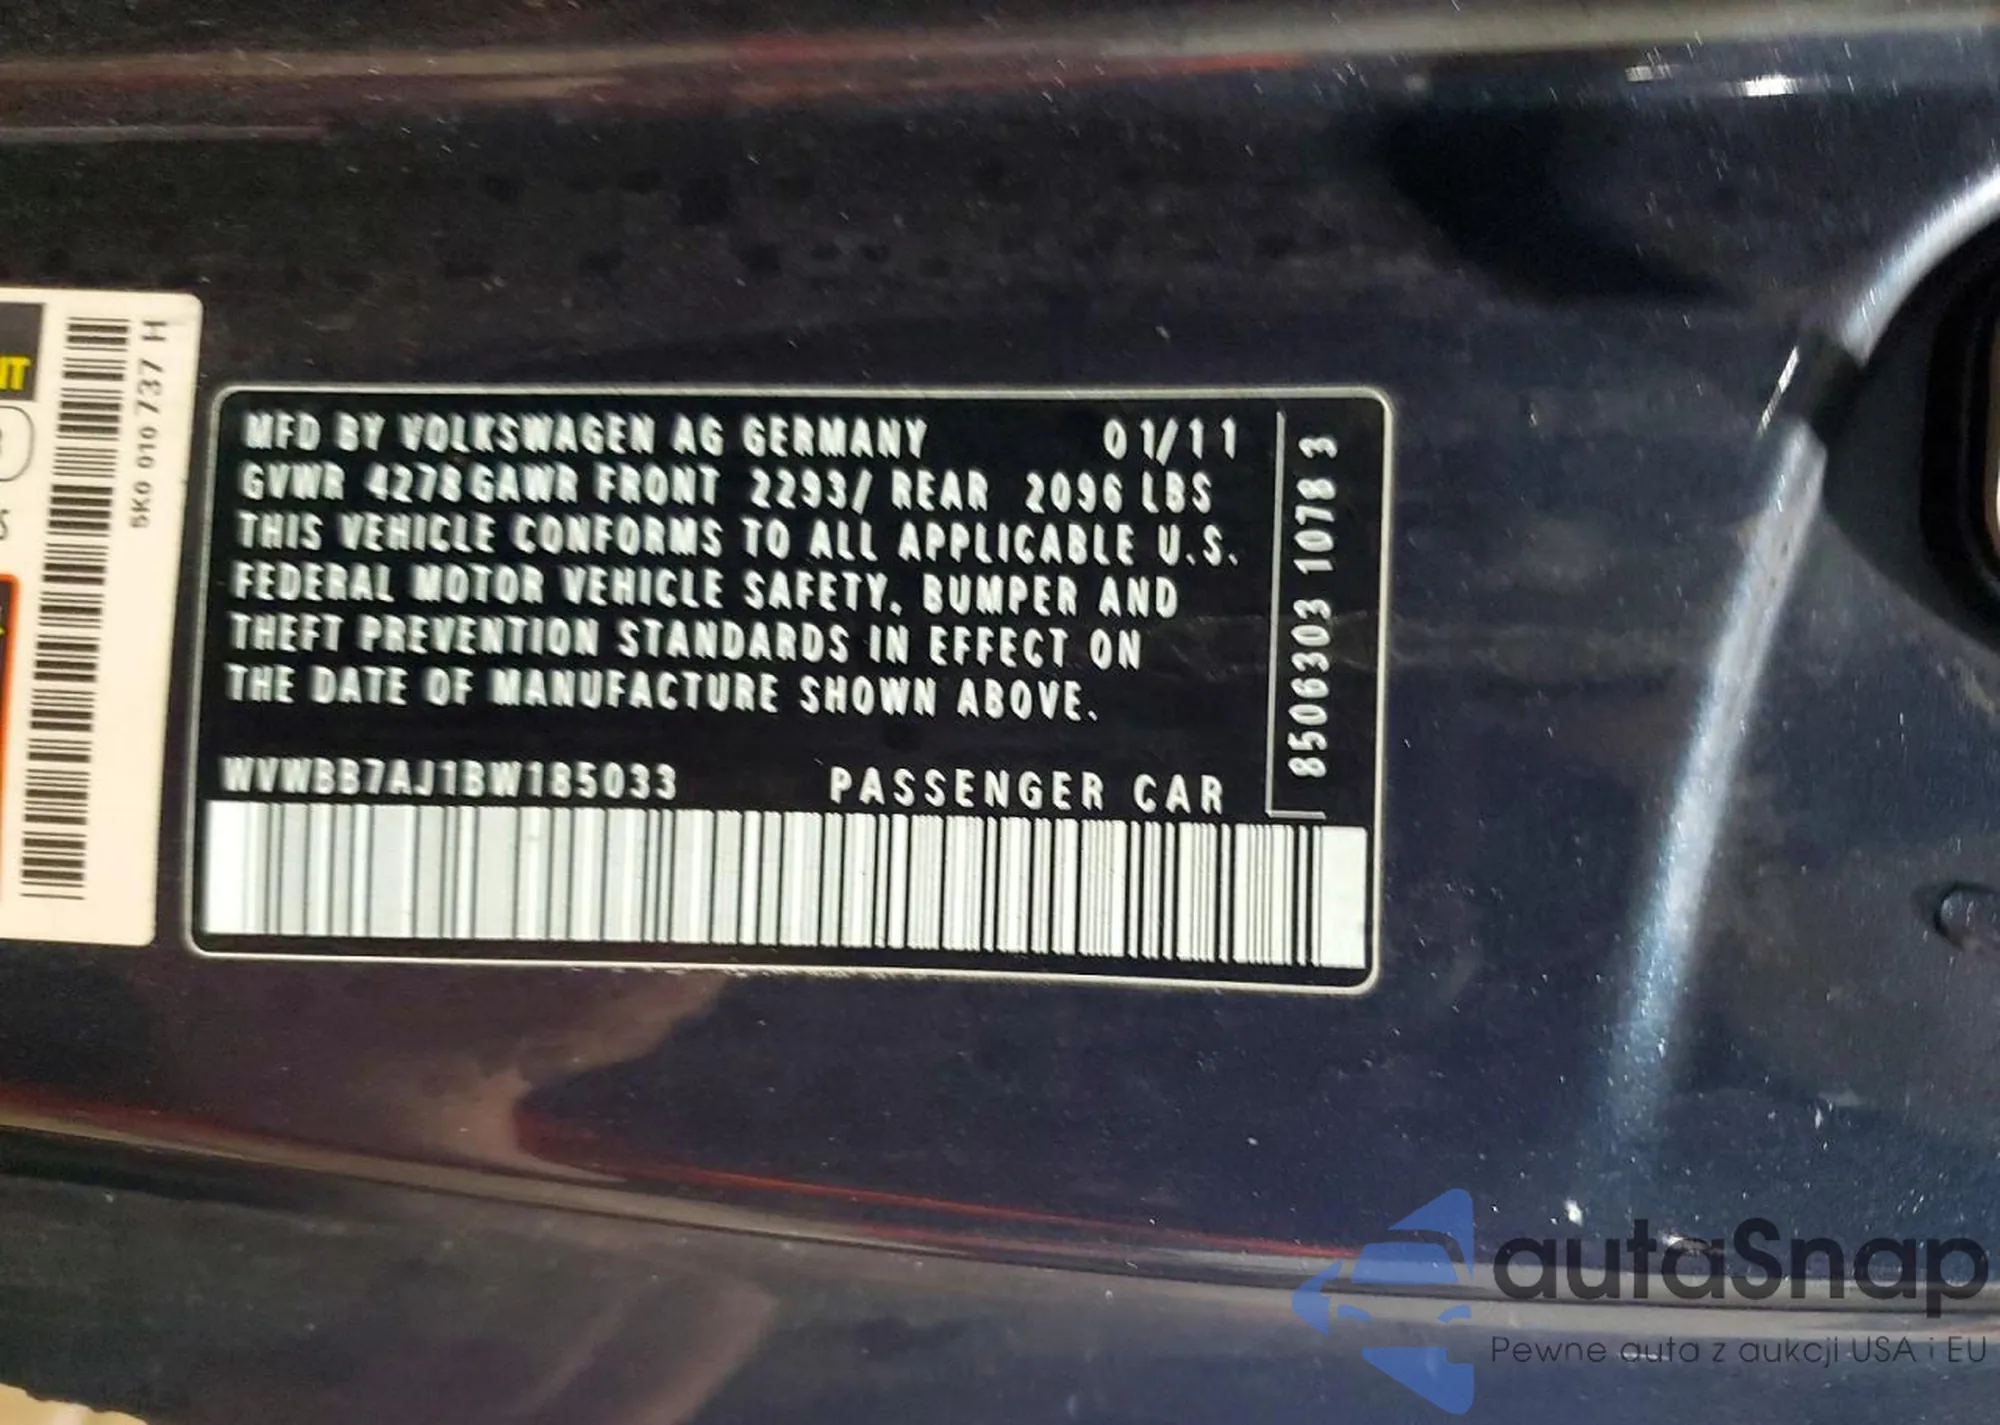 MFD BY VOLKSWAGEN AG GERMANY 01/11
GVWR 4278 GAWR FRONT 2293/ REAR 2096 LBS
THIS VEHICLE CONFORMS TO ALL APPLICABLE U.S.
FEDERAL MOTOR VEHICLE SAFETY, BUMPER AND
THEFT PREVENTION STANDARDS IN EFFECT ON
THE DATE OF MANUFACTURE SHOWN ABOVE.
WVWBB7AJ1BW185033 PASSENGER CAR
8506303 1078 3
5K0 010 737 H
NT
autaSnap
Pewne auta z aukcji USA i EU